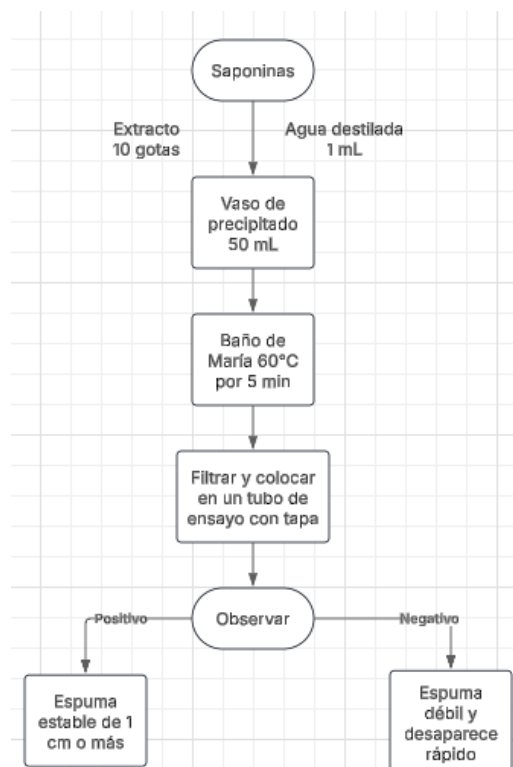 Saponinas
Extracto
10 gotas
Agua destilada
1 mL
Vaso de
precipitado
50 mL
Baño de
María 60°C
por 5 min
Filtrar y colocar
en un tubo de
ensayo con tapa
Observar
Positivo
Negativo
Espuma
estable de 1
cm o más
Espuma
débil y
desaparece
rápido